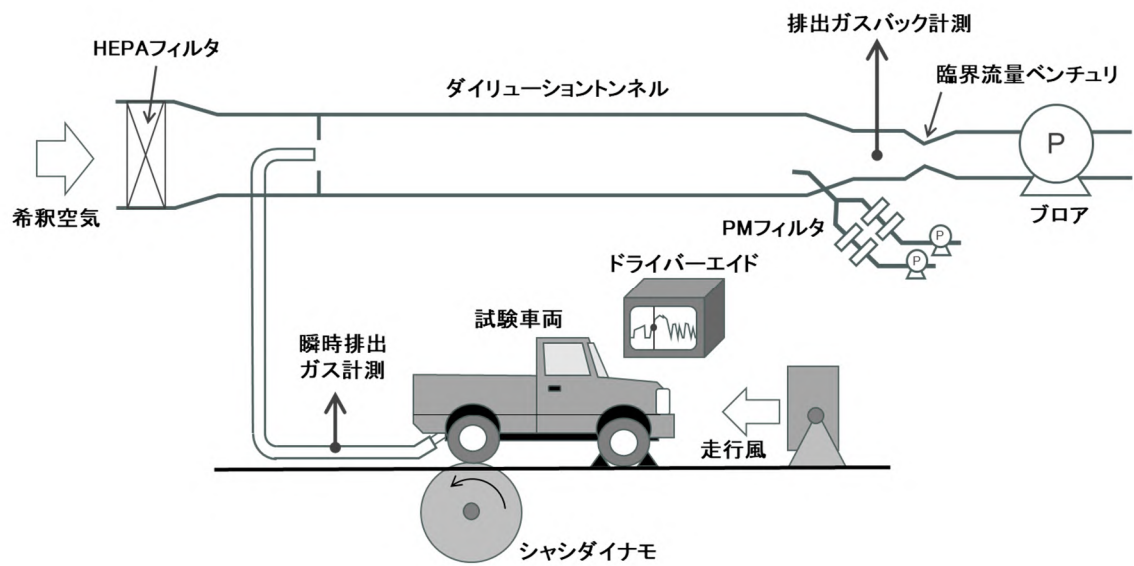 HEPAフィルタ
排出ガスバック計測
臨界流量ベンチュリ
ダイリューショントンネル
P
希釈空気
ブロア
PMフィルタ
P
P
ドライバーエイド
試験車両
瞬時排出
ガス計測
走行風
シャシダイナモ